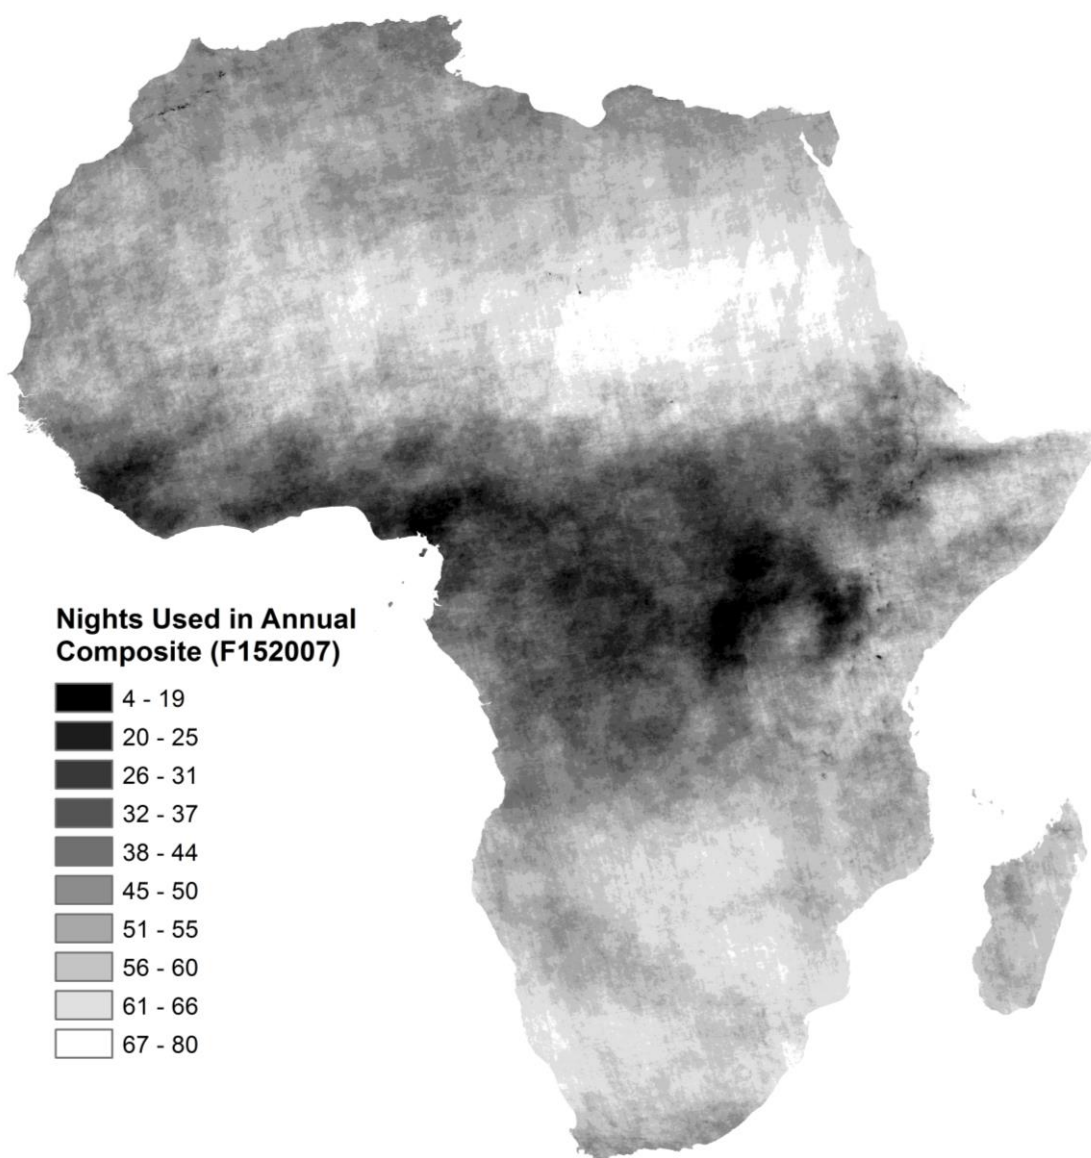 Nights Used in Annual
Composite (F152007)
4 - 19
20 - 25
26 - 31
32 - 37
38 - 44
45 - 50
51 - 55
56 - 60
61 - 66
67 - 80